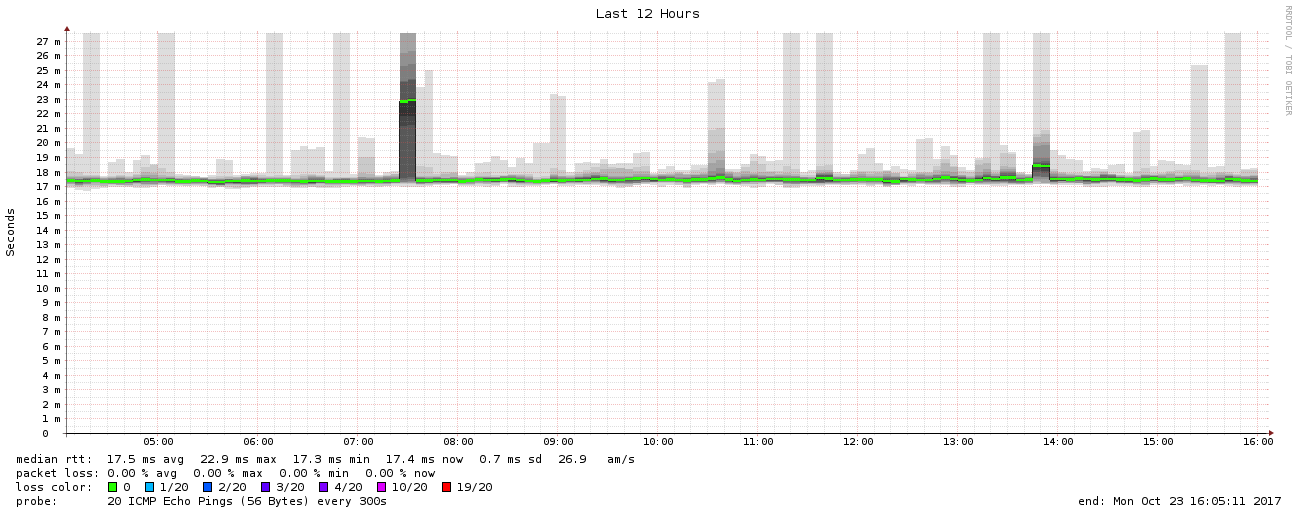 Last 12 Hours
RRDTOOL / TOBI OETIKER
Seconds
27 m
26 m
25 m
24 m
23 m
22 m
21 m
20 m
19 m
18 m
17 m
16 m
15 m
14 m
13 m
12 m
11 m
10 m
9 m
8 m
7 m
6 m
5 m
4 m
3 m
2 m
1 m
0
05:00 06:00 07:00 08:00 09:00 10:00 11:00 12:00 13:00 14:00 15:00 16:00
median rtt: 17.5 ms avg 22.9 ms max 17.3 ms min 17.4 ms now 0.7 ms sd 26.9 am/s
packet loss: 0.00 % avg 0.00 % max 0.00 % min 0.00 % now
loss color: 0 1/20 2/20 3/20 4/20 10/20 19/20
probe: 20 ICMP Echo Pings (56 Bytes) every 300s end: Mon Oct 23 16:05:11 2017